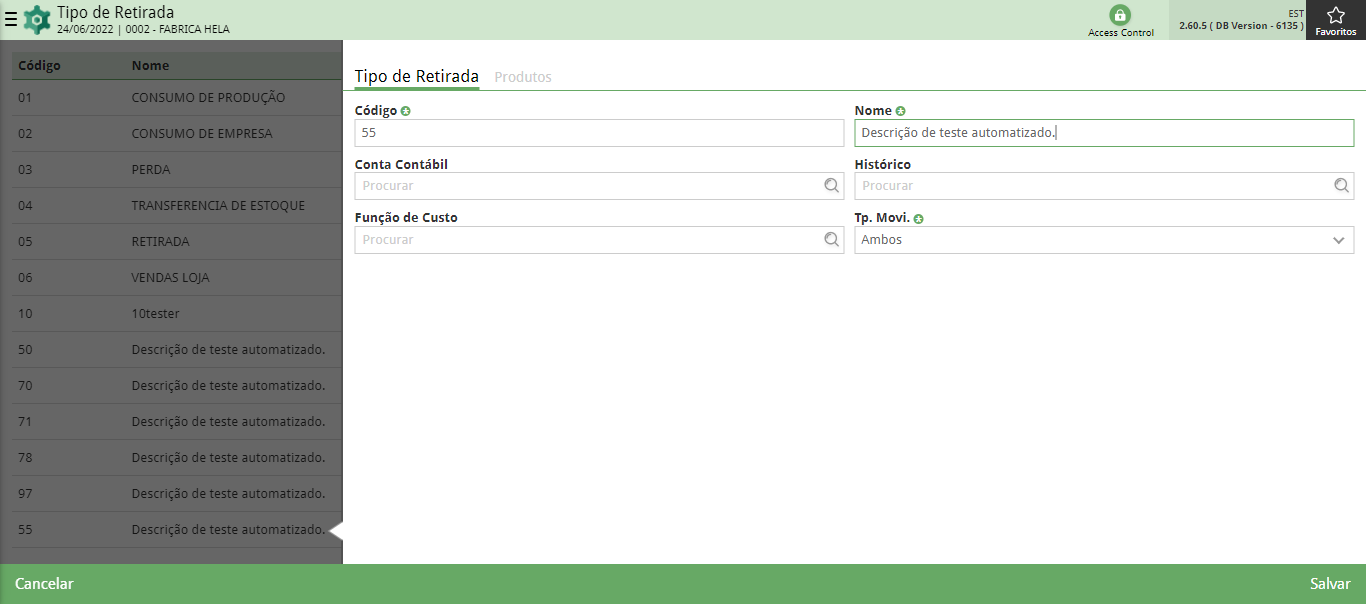 Tipo de Retirada
24/06/2022 | 0002 - FABRICA HELA
Access Control
EST
2.60.5 ( DB Version - 6135 )
Favoritos
Código Nome
01 CONSUMO DE PRODUÇÃO
02 CONSUMO DE EMPRESA
03 PERDA
04 TRANSFERENCIA DE ESTOQUE
05 RETIRADA
06 VENDAS LOJA
10 10tester
50 Descrição de teste automatizado.
70 Descrição de teste automatizado.
71 Descrição de teste automatizado.
78 Descrição de teste automatizado.
97 Descrição de teste automatizado.
55 Descrição de teste automatizado.
Tipo de Retirada Produtos
Código Nome
55 Descrição de teste automatizado.
Conta Contábil Histórico
Procurar Procurar
Função de Custo Tp. Movi.
Procurar Ambos
Cancelar Salvar